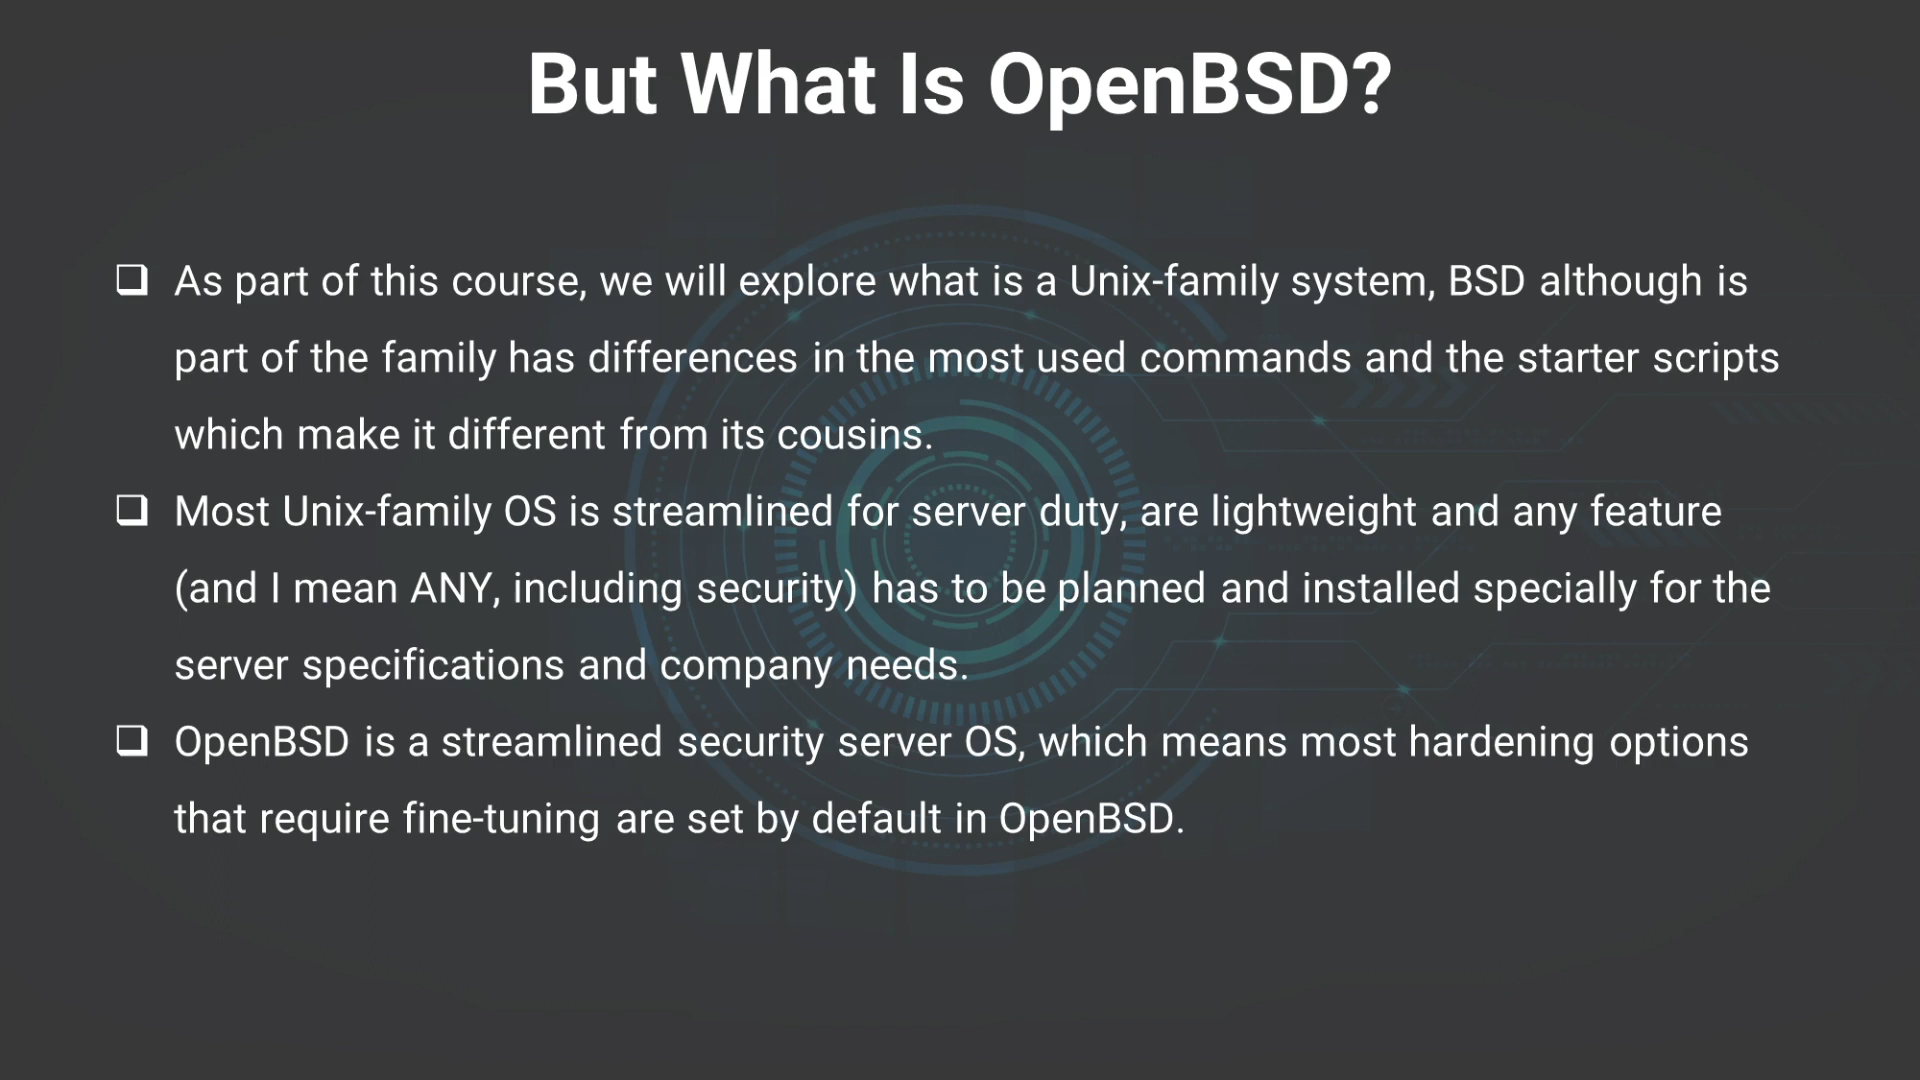 But What Is OpenBSD?
As part of this course, we will explore what is a Unix-family system, BSD although is
part of the family has differences in the most used commands and the starter scripts
which make it different from its cousins.
Most Unix-family OS is streamlined for server duty, are lightweight and any feature
(and I mean ANY, including security) has to be planned and installed specially for the
server specifications and company needs.
OpenBSD is a streamlined security server OS, which means most hardening options
that require fine-tuning are set by default in OpenBSD.